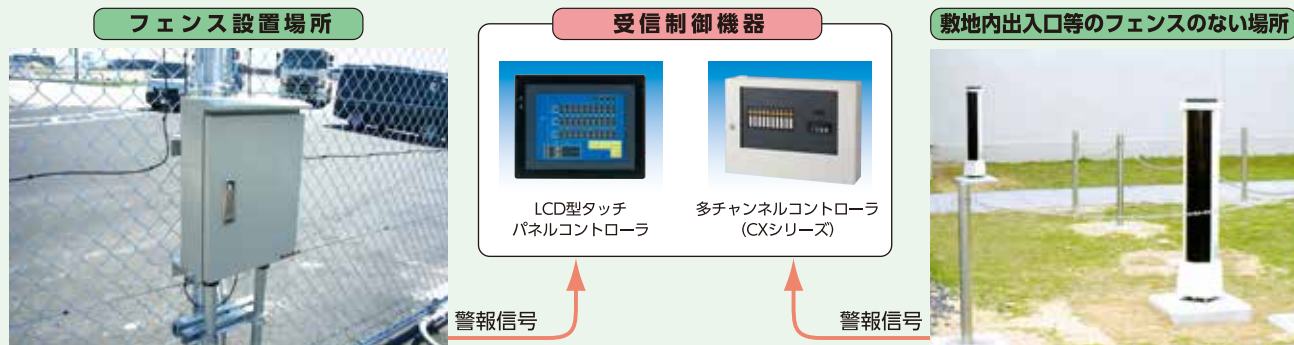 フェンス設置場所
受信制御機器
敷地内出入口等のフェンスのない場所
LCD型タッチ
パネルコントローラ
多チャンネルコントローラ
(CXシリーズ)
警報信号
警報信号